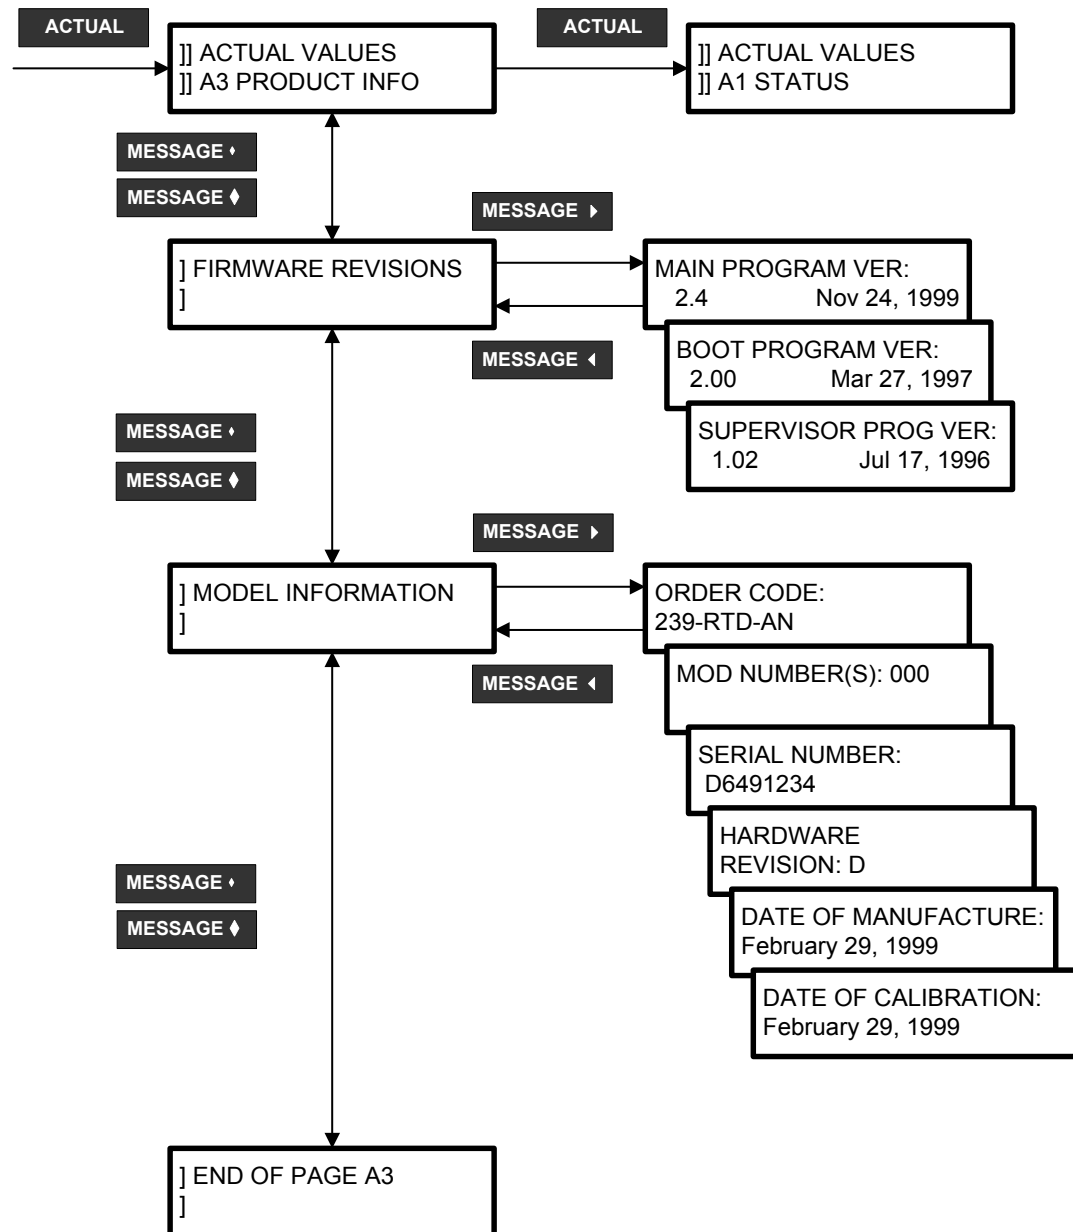 ACTUAL
ACTUAL
]] ACTUAL VALUES
]] A3 PRODUCT INFO
]] ACTUAL VALUES
]] A1 STATUS
MESSAGE
MESSAGE
MESSAGE
] FIRMWARE REVISIONS
]
MAIN PROGRAM VER:
2.4 Nov 24, 1999
MESSAGE
BOOT PROGRAM VER:
2.00 Mar 27, 1997
SUPERVISOR PROG VER:
1.02 Jul 17, 1996
MESSAGE
MESSAGE
MESSAGE
] MODEL INFORMATION
]
ORDER CODE:
239-RTD-AN
MESSAGE
MOD NUMBER(S): 000
SERIAL NUMBER:
D6491234
HARDWARE
REVISION: D
MESSAGE
MESSAGE
DATE OF MANUFACTURE:
February 29, 1999
DATE OF CALIBRATION:
February 29, 1999
] END OF PAGE A3
]